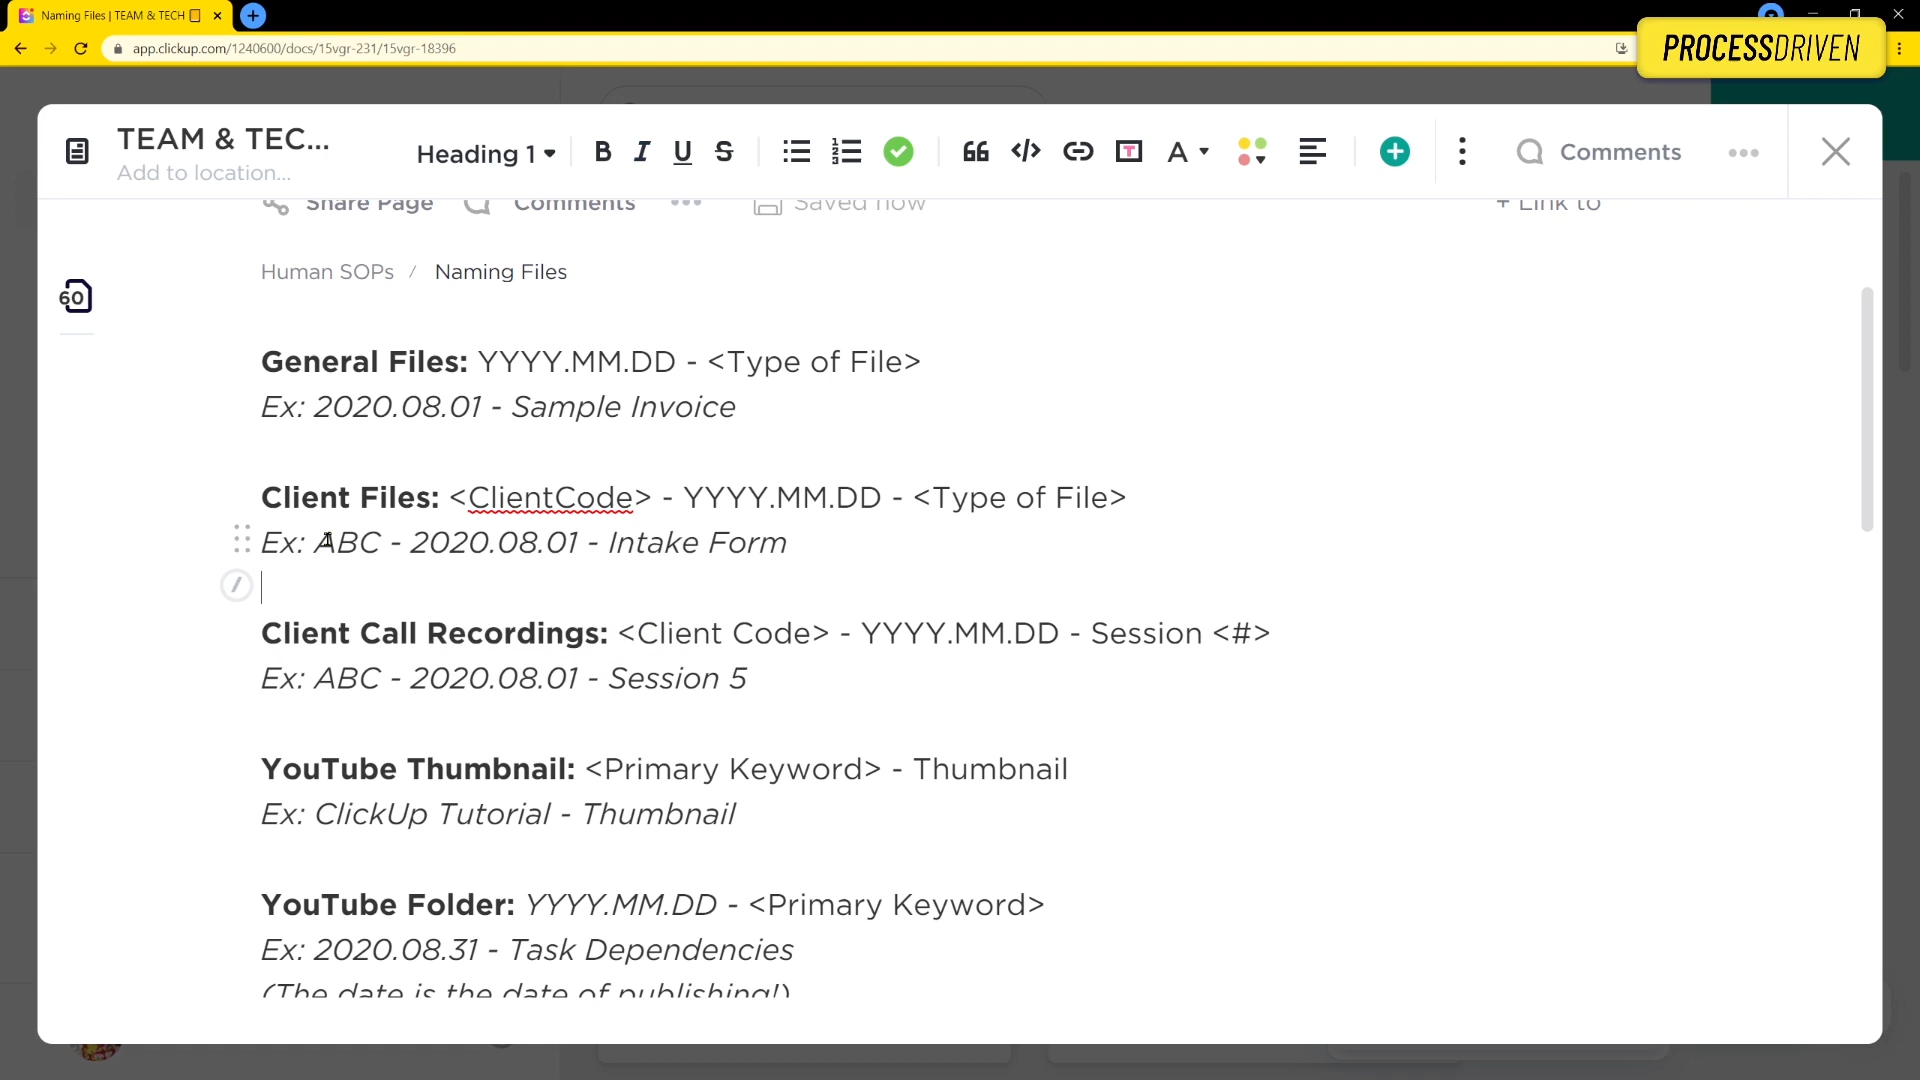 Naming Files | TEAM & TECH
app.clickup.com/1240600/docs/15vgr-231/15vgr-18396
PROCESSDRIVEN
TEAM & TEC...
Add to location...
Heading 1
B I U S
A
Comments
Share Page
Comments
Saved now
+ Link to
60
Human SOPs / Naming Files
General Files: YYYY.MM.DD - <Type of File>
Ex: 2020.08.01 - Sample Invoice
Client Files: <ClientCode> - YYYY.MM.DD - <Type of File>
Ex: ABC - 2020.08.01 - Intake Form
Client Call Recordings: <Client Code> - YYYY.MM.DD - Session <#>
Ex: ABC - 2020.08.01 - Session 5
YouTube Thumbnail: <Primary Keyword> - Thumbnail
Ex: ClickUp Tutorial - Thumbnail
YouTube Folder: YYYY.MM.DD - <Primary Keyword>
Ex: 2020.08.31 - Task Dependencies
(The date is the date of publishing!)